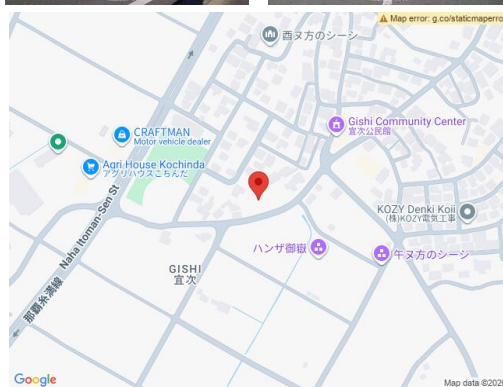 Map error: g.co/staticmaperro
酉ヌ方のシーシ
Gishi Community Center
宜次公民館
CRAFTMAN
Motor vehicle dealer
Agri House Kochinda
アグリハウスこちんだ
KOZY Denki Koji
(株)KOZY電気工事
ハンザ御嶽
午ヌ方のシーシ
GISHI
宜次
那覇糸満線 Naha Itoman-Sen St
Google
Map data ©202